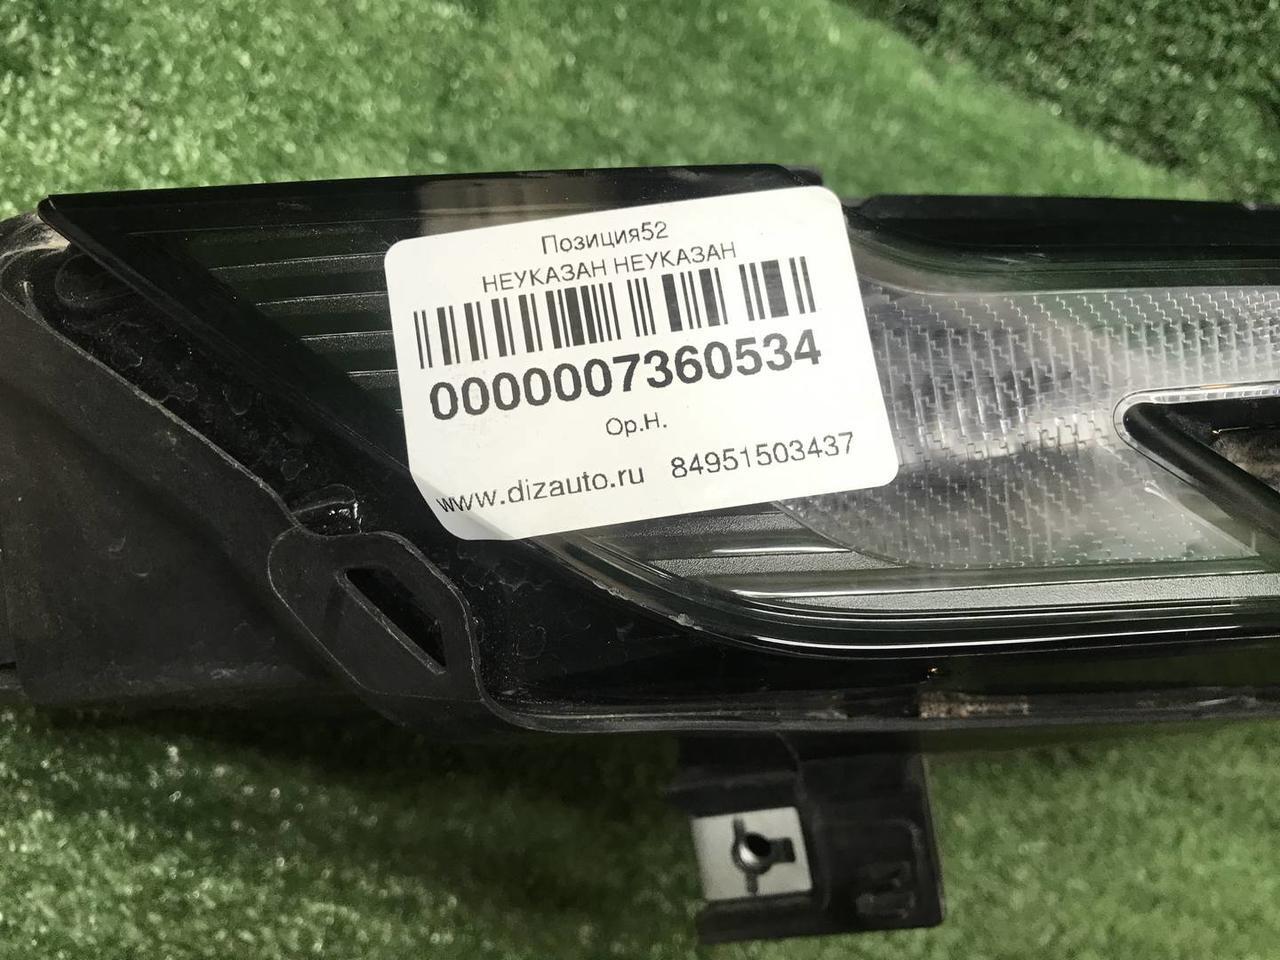 Позиция52
НЕУКАЗАН НЕУКАЗАН
0000007360534
Ор.Н.
www.dizauto.ru 84951503437